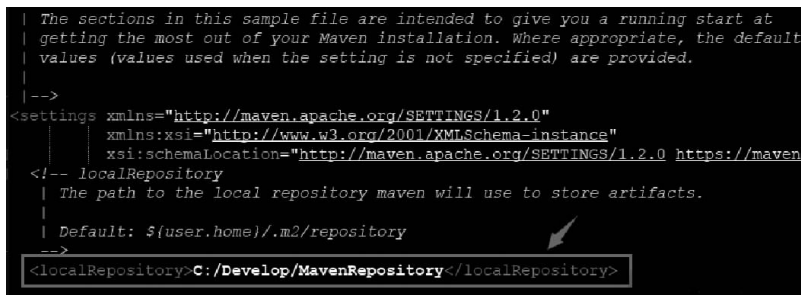 | The sections in this sample file are intended to give you a running start at
| getting the most out of your Maven installation. Where appropriate, the default
| values (values used when the setting is not specified) are provided.
|
|-->
<settings xmlns="http://maven.apache.org/SETTINGS/1.2.0"
xmlns:xsi="http://www.w3.org/2001/XMLSchema-instance"
xsi:schemaLocation="http://maven.apache.org/SETTINGS/1.2.0 https://maven
<!-- localRepository
| The path to the local repository maven will use to store artifacts.
|
| Default: ${user.home}/.m2/repository
-->
<localRepository>C:/Develop/MavenRepository</localRepository>